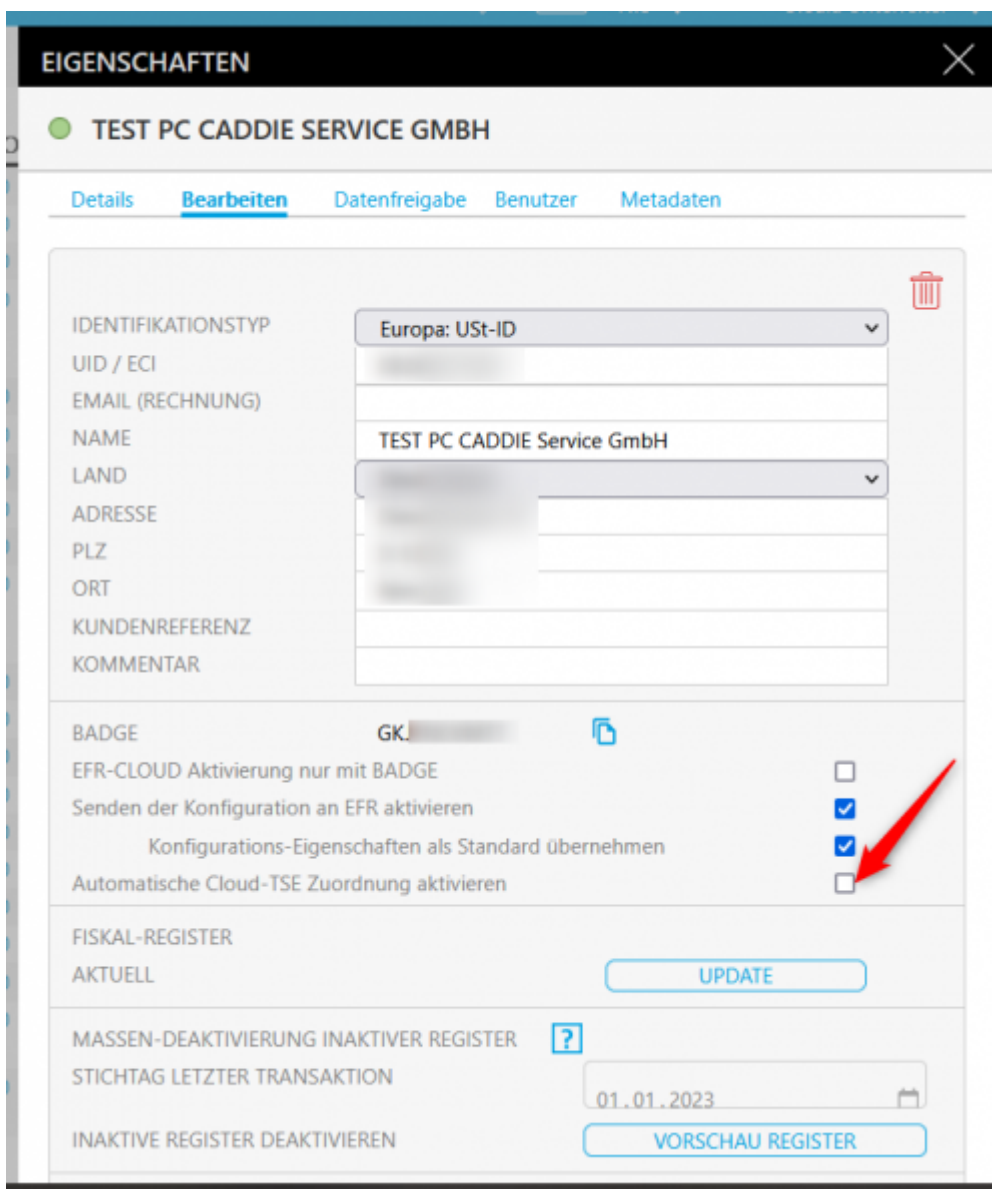 EIGENSCHAFTEN
TEST PC CADDIE SERVICE GMBH
Details Bearbeiten Datenfreigabe Benutzer Metadaten
IDENTIFIKATIONSTYP Europa: USt-ID
UID / ECI
EMAIL (RECHNUNG)
NAME TEST PC CADDIE Service GmbH
LAND
ADRESSE
PLZ
ORT
KUNDENREFERENZ
KOMMENTAR
BADGE GK.
EFR-CLOUD Aktivierung nur mit BADGE
Senden der Konfiguration an EFR aktivieren
Konfigurations-Eigenschaften als Standard übernehmen
Automatische Cloud-TSE Zuordnung aktivieren
FISKAL-REGISTER
AKTUELL UPDATE
MASSEN-DEAKTIVIERUNG INAKTIVER REGISTER ?
STICHTAG LETZTER TRANSAKTION 01.01.2023
INAKTIVE REGISTER DEAKTIVIEREN VORSCHAU REGISTER